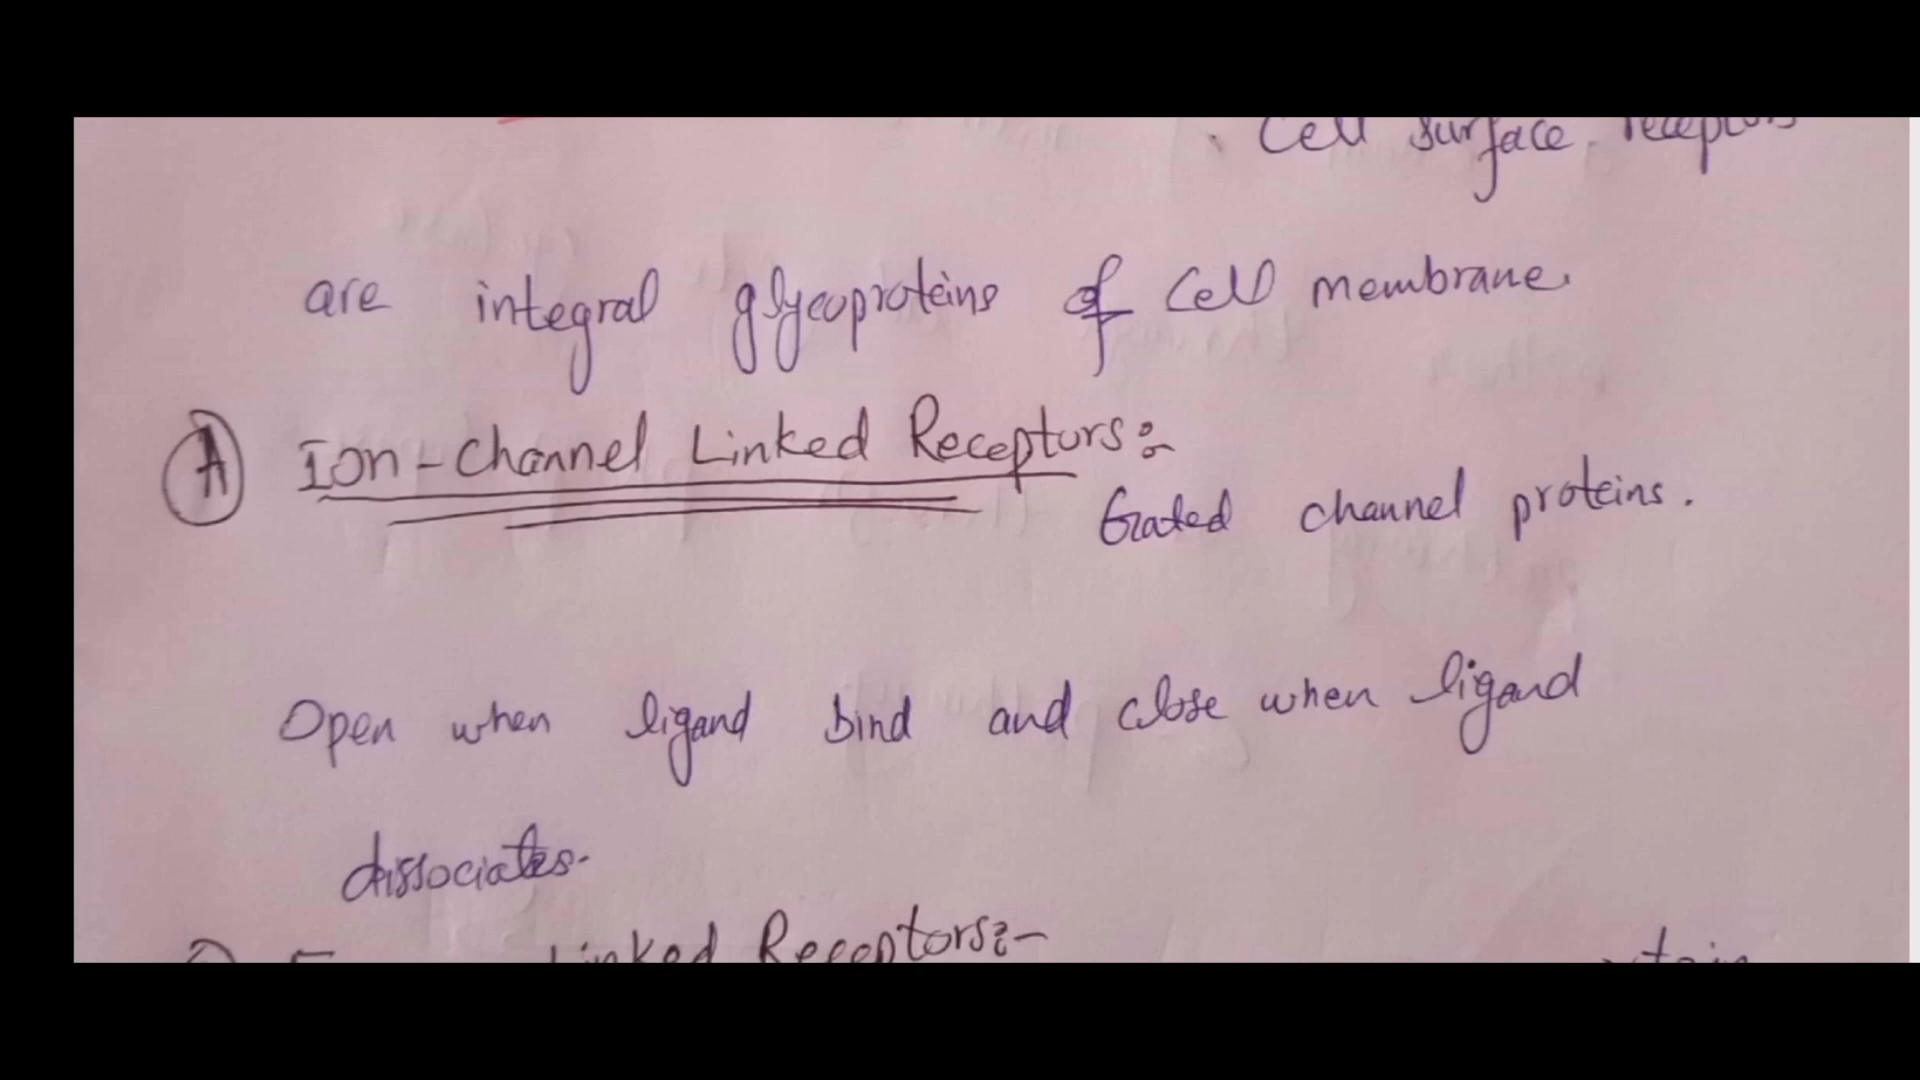 Cell surface receptors
are integral glycoproteins of Cell membrane.
A Ion-Channel Linked Receptors:-
Gated channel proteins.
Open when ligand bind and close when ligand
dissociates.
Linked Receptors:-